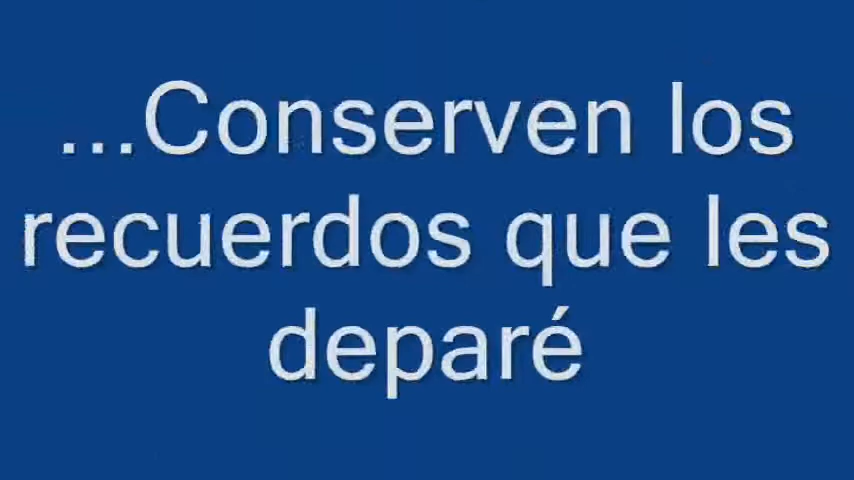 ...Conserven los
recuerdos que les
deparé